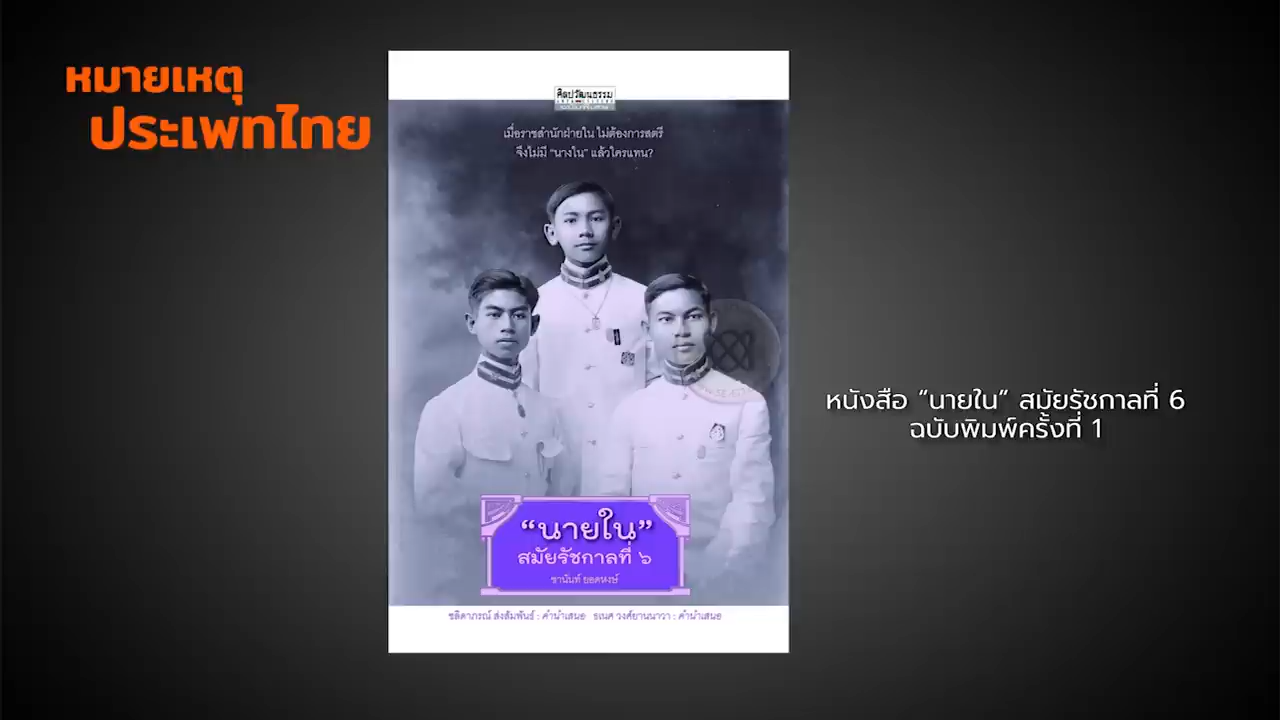 หมายเหตุ
ประเพทไทย
ศิลปวัฒนธรรม
เมื่อราชสำนักฝ่ายใน ไม่ต้องการสตรี
จึงไม่มี “นางใน” แล้วใครแทน?
หนังสือ “นายใน” สมัยรัชกาลที่ 6
ฉบับพิมพ์ครั้งที่ 1
“นายใน”
สมัยรัชกาลที่ ๖
ชานันท์ ยอดหงษ์
ชลิดาภรณ์ ส่งสัมพันธ์ : คำนำเสนอ ธเนศ วงศ์ยานนาวา : คำนำเสนอ